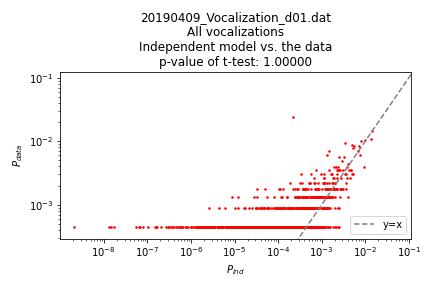 20190409_Vocalization_d01.dat
All vocalizations
Independent model vs. the data
p-value of t-test: 1.00000
10⁻¹
10⁻²
10⁻³
P_data
10⁻⁸ 10⁻⁷ 10⁻⁶ 10⁻⁵ 10⁻⁴ 10⁻³ 10⁻² 10⁻¹
P_ind
y=x